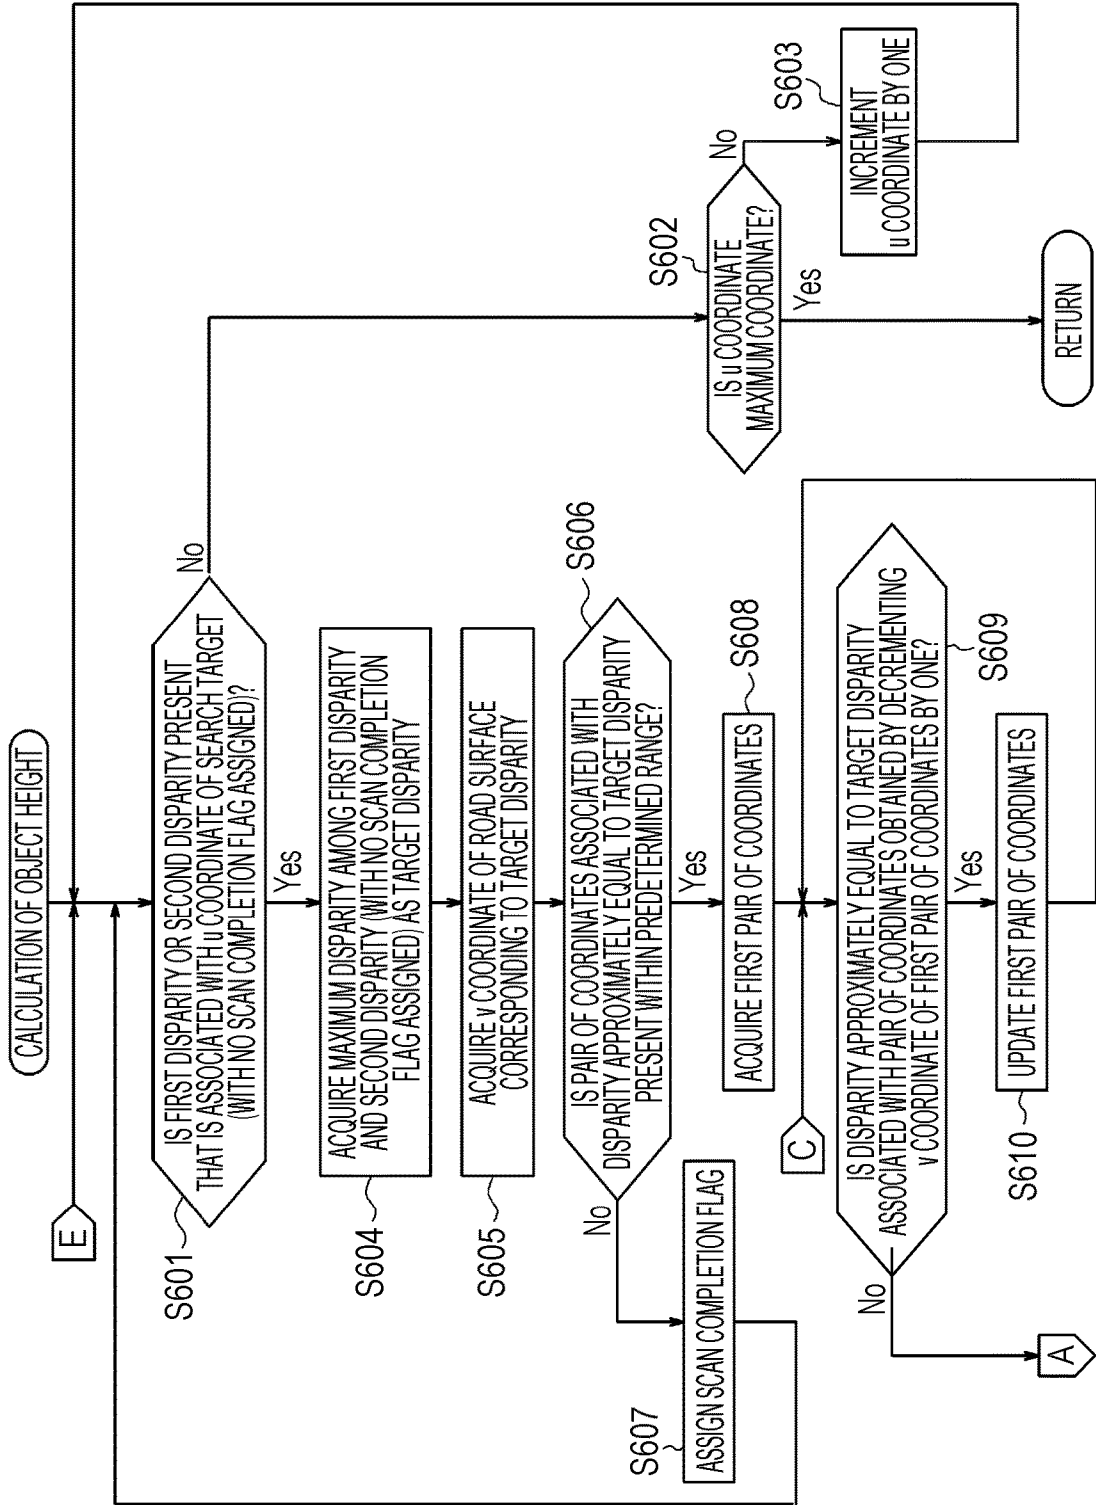 CALCULATION OF OBJECT HEIGHT
E
S601
IS FIRST DISPARITY OR SECOND DISPARITY PRESENT
THAT IS ASSOCIATED WITH u COORDINATE OF SEARCH TARGET
(WITH NO SCAN COMPLETION FLAG ASSIGNED)?
No
Yes
S602
IS u COORDINATE
MAXIMUM COORDINATE?
No
Yes
S603
INCREMENT
u COORDINATE BY ONE
RETURN
S604
ACQUIRE MAXIMUM DISPARITY AMONG FIRST DISPARITY
AND SECOND DISPARITY (WITH NO SCAN COMPLETION
FLAG ASSIGNED) AS TARGET DISPARITY
S605
ACQUIRE v COORDINATE OF ROAD SURFACE
CORRESPONDING TO TARGET DISPARITY
S606
IS PAIR OF COORDINATES ASSOCIATED WITH
DISPARITY APPROXIMATELY EQUAL TO TARGET DISPARITY
PRESENT WITHIN PREDETERMINED RANGE?
No
Yes
S607
ASSIGN SCAN COMPLETION FLAG
S608
ACQUIRE FIRST PAIR OF COORDINATES
C
S609
IS DISPARITY APPROXIMATELY EQUAL TO TARGET DISPARITY
ASSOCIATED WITH PAIR OF COORDINATES OBTAINED BY DECREMENTING
v COORDINATE OF FIRST PAIR OF COORDINATES BY ONE?
No
Yes
S610
UPDATE FIRST PAIR OF COORDINATES
A